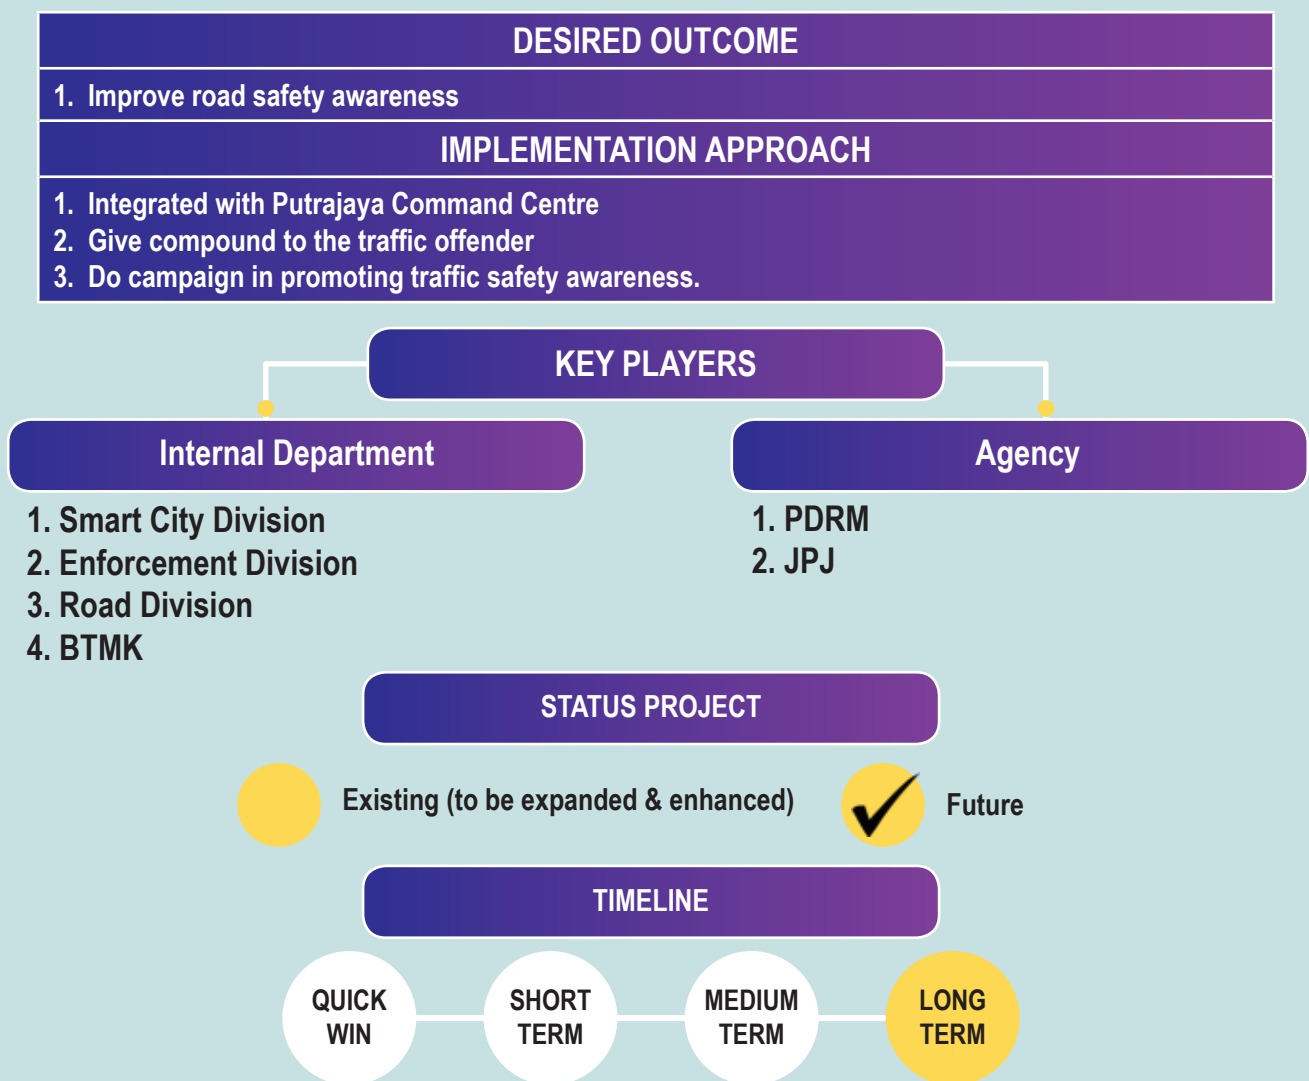 DESIRED OUTCOME
1. Improve road safety awareness
IMPLEMENTATION APPROACH
1. Integrated with Putrajaya Command Centre
2. Give compound to the traffic offender
3. Do campaign in promoting traffic safety awareness.
KEY PLAYERS
Internal Department
1. Smart City Division
2. Enforcement Division
3. Road Division
4. BTMK
Agency
1. PDRM
2. JPJ
STATUS PROJECT
Existing (to be expanded & enhanced)
Future
TIMELINE
QUICK
WIN
SHORT
TERM
MEDIUM
TERM
LONG
TERM